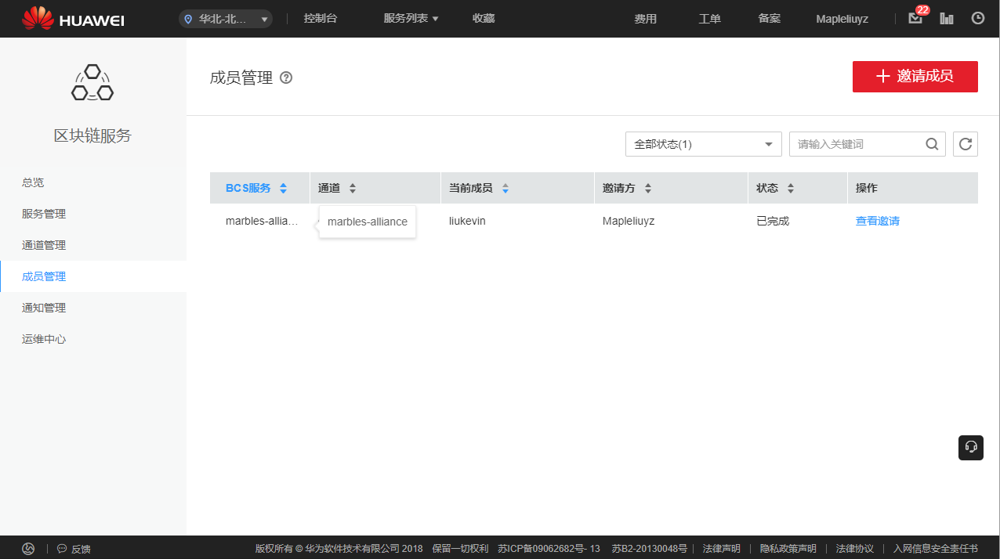 HUAWEI
华北-北...
控制台
服务列表
收藏
费用
工单
备案
Mapleliuyz
22
区块链服务
总览
服务管理
通道管理
成员管理
通知管理
运维中心
成员管理
邀请成员
全部状态(1)
请输入关键词
BCS服务 通道 当前成员 邀请方 状态 操作
marbles-allia... liukevin Mapleliuyz 已完成 查看邀请
marbles-alliance
反馈
版权所有 © 华为软件技术有限公司 2018 保留一切权利 苏ICP备09062682号- 13 苏B2-20130048号 法律声明 隐私政策声明 法律协议 入网信息安全责任书